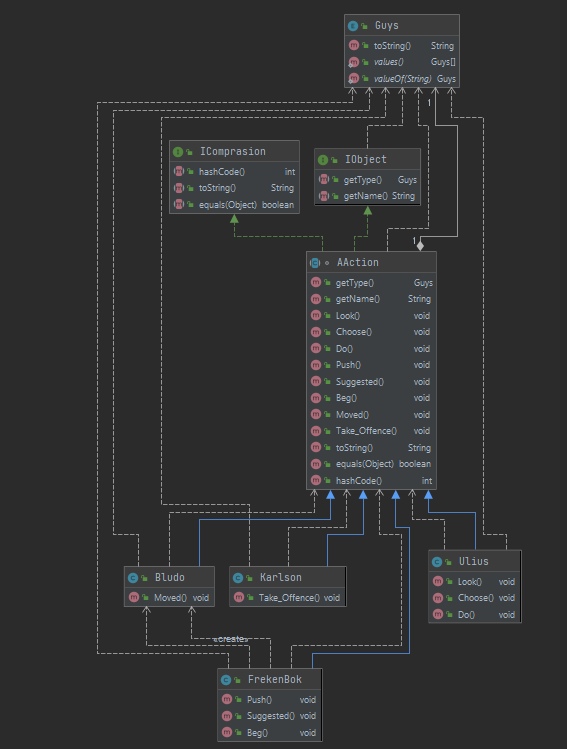 Guys
toString() String
values() Guys[]
valueOf(String) Guys
1
IComprasion
hashCode() int
toString() String
equals(Object) boolean
IObject
getType() Guys
getName() String
1
AAction
getType() Guys
getName() String
Look() void
Choose() void
Do() void
Push() void
Suggested() void
Beg() void
Moved() void
Take_Offence() void
toString() String
equals(Object) boolean
hashCode() int
Bludo
Moved() void
Karlson
Take_Offence() void
Ulius
Look() void
Choose() void
Do() void
«create»
FrekenBok
Push() void
Suggested() void
Beg() void